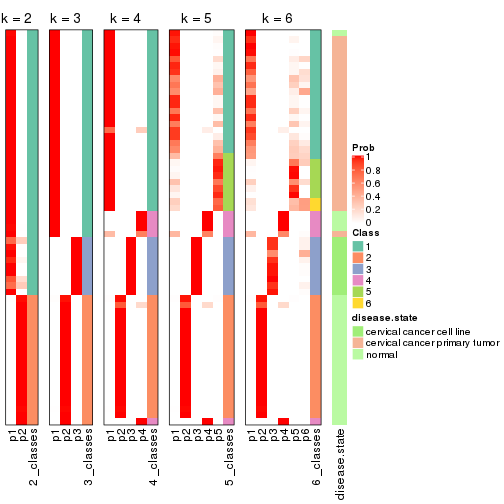 k = 2
k = 3
k = 4
k = 5
k = 6
p1
p2
2_classes
p1
p2
p3
3_classes
p1
p2
p3
p4
4_classes
p1
p2
p3
p4
p5
5_classes
p1
p2
p3
p4
p5
p6
6_classes
disease.state
Prob
1
0.8
0.6
0.4
0.2
0
Class
1
2
3
4
5
6
disease.state
cervical cancer cell line
cervical cancer primary tumor
normal